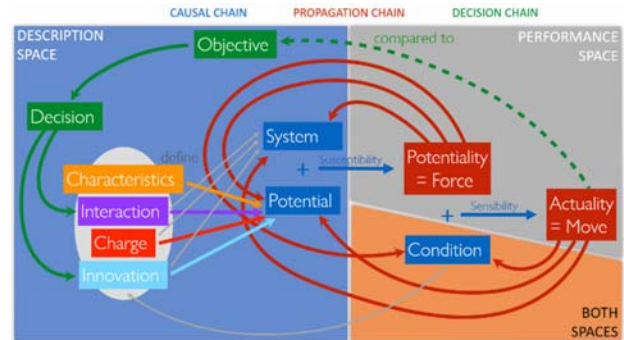 CAUSAL CHAIN
PROPAGATION CHAIN
DECISION CHAIN
DESCRIPTION
SPACE
Objective
compared to
PERFORMANCE
SPACE
Decision
define
System
+
Susceptibility
Potentiality
= Force
Characteristics
Interaction
Potential
+
Sensibility
Actuality
= Move
Charge
Condition
Innovation
BOTH
SPACES